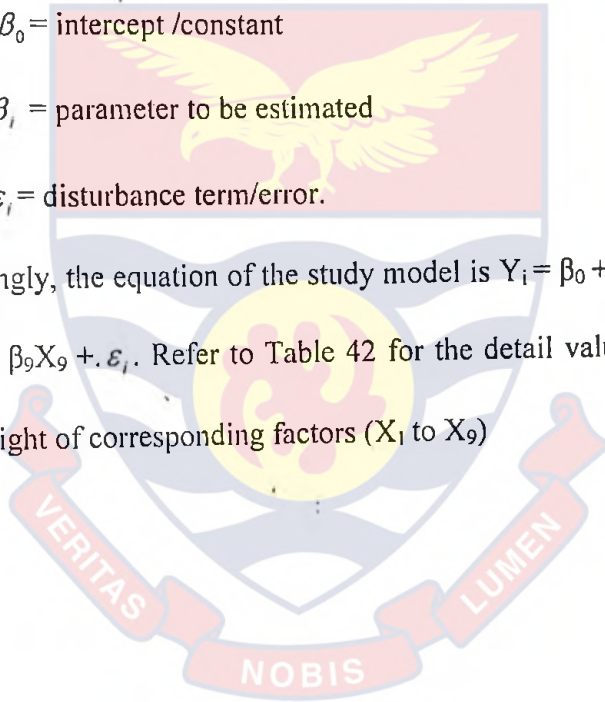 β₀ = intercept /constant
βᵢ = parameter to be estimated
εᵢ = disturbance term/error.
ngly, the equation of the study model is Yᵢ = β₀ +
β₉X₉ +. εᵢ. Refer to Table 42 for the detail valu
ight of corresponding factors (X₁ to X₉)
VERITAS
NOBIS
LUMEN